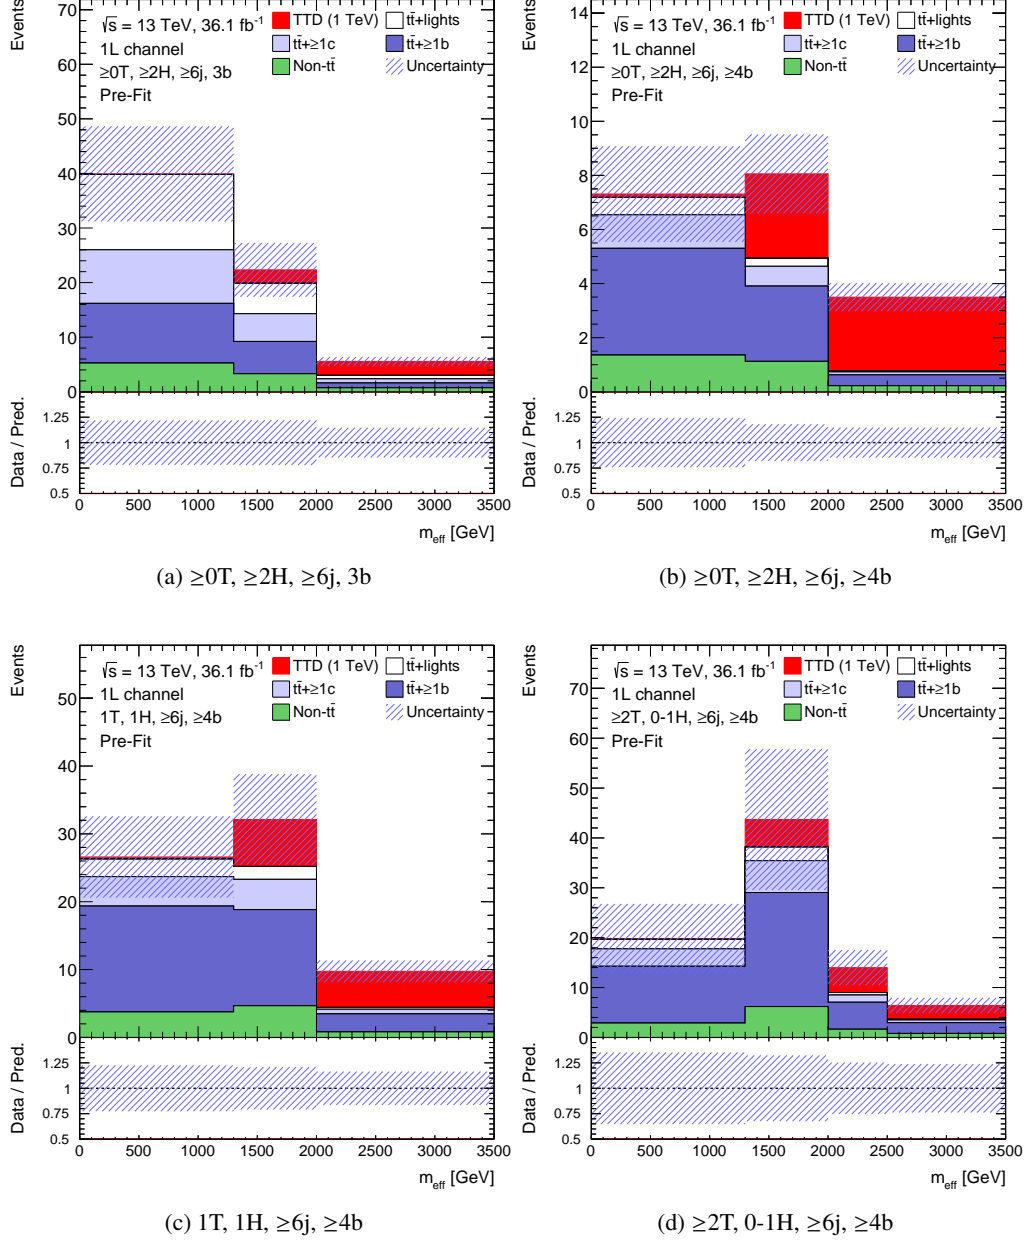 Events
70
60
50
40
30
20
10
0
√s = 13 TeV, 36.1 fb⁻¹
1L channel
≥0T, ≥2H, ≥6j, 3b
Pre-Fit
TTD (1 TeV)
tt̄+lights
tt̄+≥1c
tt̄+≥1b
Non-tt̄
Uncertainty
Data / Pred.
1.25
1
0.75
0.5
0 500 1000 1500 2000 2500 3000 3500
m_eff [GeV]
(a) ≥0T, ≥2H, ≥6j, 3b
Events
14
12
10
8
6
4
2
0
√s = 13 TeV, 36.1 fb⁻¹
1L channel
≥0T, ≥2H, ≥6j, ≥4b
Pre-Fit
TTD (1 TeV)
tt̄+lights
tt̄+≥1c
tt̄+≥1b
Non-tt̄
Uncertainty
Data / Pred.
1.25
1
0.75
0.5
0 500 1000 1500 2000 2500 3000 3500
m_eff [GeV]
(b) ≥0T, ≥2H, ≥6j, ≥4b
Events
50
40
30
20
10
0
√s = 13 TeV, 36.1 fb⁻¹
1L channel
1T, 1H, ≥6j, ≥4b
Pre-Fit
TTD (1 TeV)
tt̄+lights
tt̄+≥1c
tt̄+≥1b
Non-tt̄
Uncertainty
Data / Pred.
1.25
1
0.75
0.5
0 500 1000 1500 2000 2500 3000 3500
m_eff [GeV]
(c) 1T, 1H, ≥6j, ≥4b
Events
70
60
50
40
30
20
10
0
√s = 13 TeV, 36.1 fb⁻¹
1L channel
≥2T, 0-1H, ≥6j, ≥4b
Pre-Fit
TTD (1 TeV)
tt̄+lights
tt̄+≥1c
tt̄+≥1b
Non-tt̄
Uncertainty
Data / Pred.
1.25
1
0.75
0.5
0 500 1000 1500 2000 2500 3000 3500
m_eff [GeV]
(d) ≥2T, 0-1H, ≥6j, ≥4b